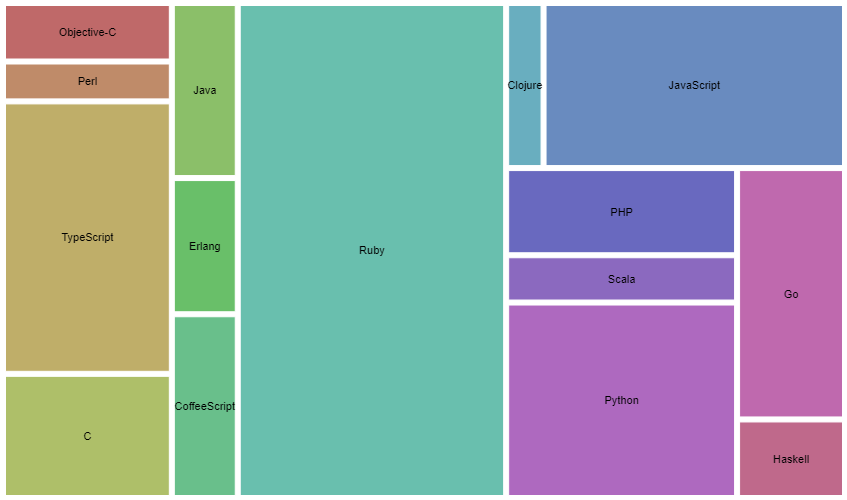 Objective-C
Perl
TypeScript
C
Java
Erlang
CoffeeScript
Ruby
Clojure
JavaScript
PHP
Scala
Python
Go
Haskell